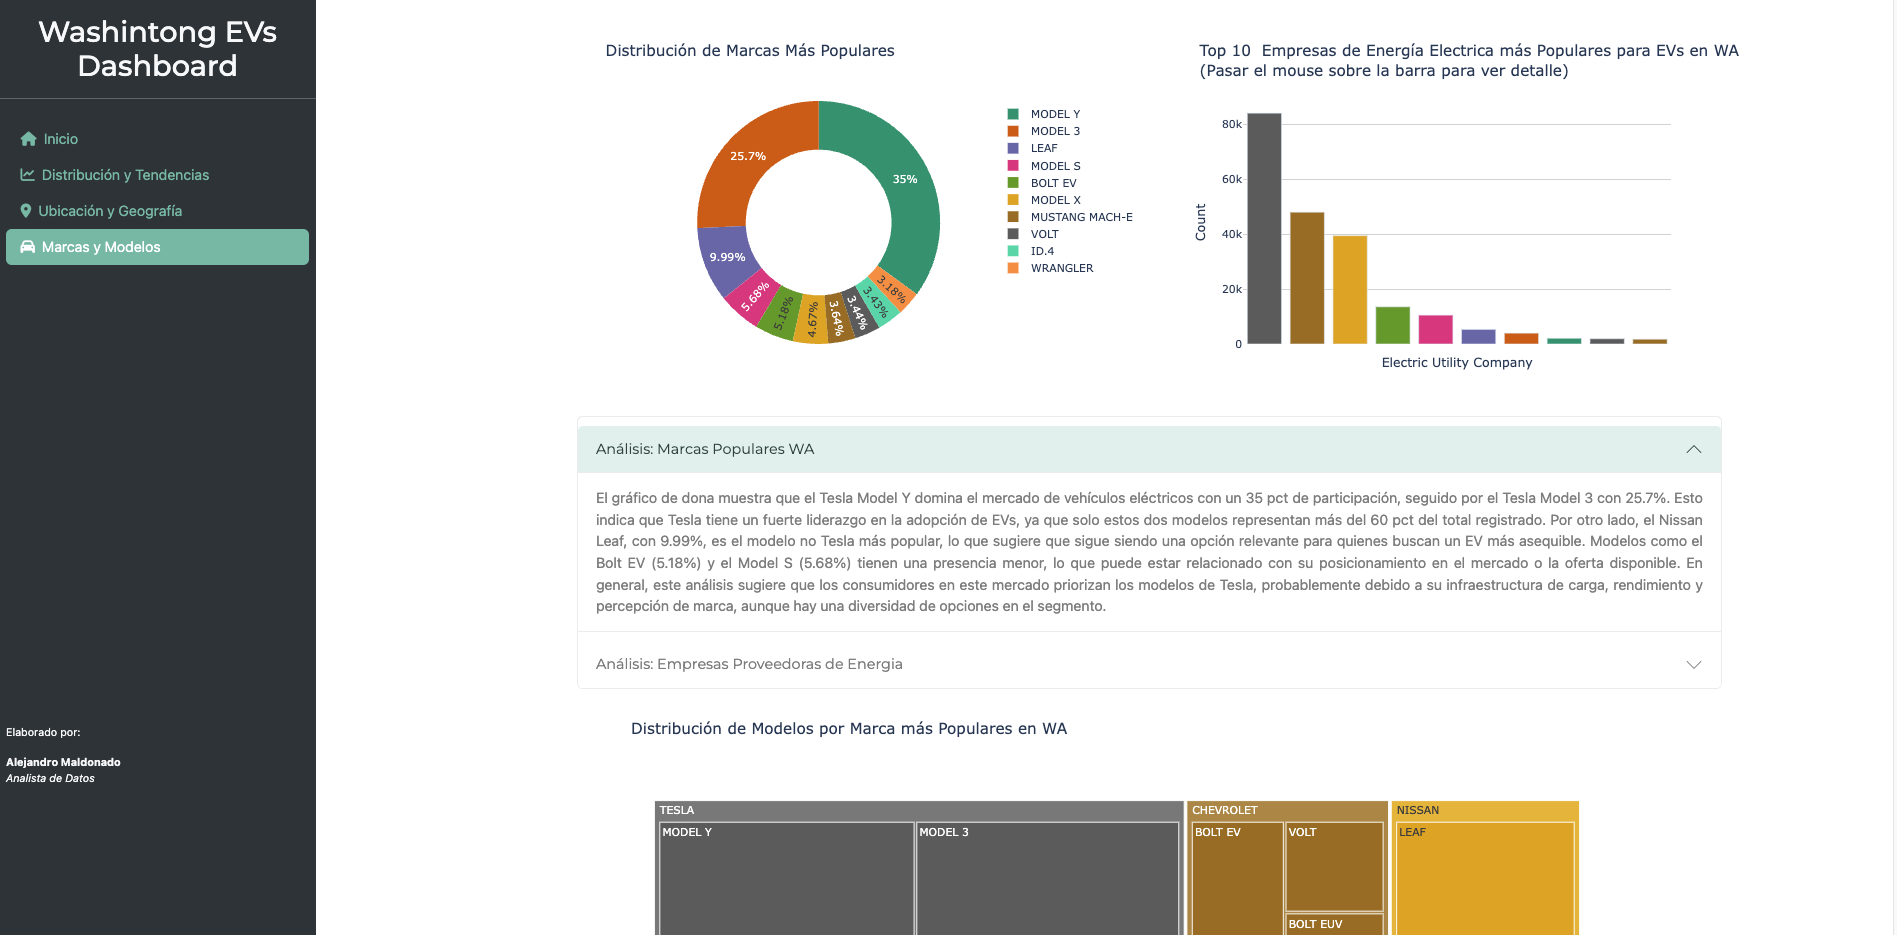 Washintong EVs
Dashboard
Inicio
Distribución y Tendencias
Ubicación y Geografía
Marcas y Modelos
Elaborado por:
Alejandro Maldonado
Analista de Datos
Distribución de Marcas Más Populares
35%
25.7%
9.99%
5.68%
5.18%
4.67%
3.64%
3.44%
3.43%
3.18%
MODEL Y
MODEL 3
LEAF
MODEL S
BOLT EV
MODEL X
MUSTANG MACH-E
VOLT
ID.4
WRANGLER
Top 10 Empresas de Energía Electrica más Populares para EVs en WA
(Pasar el mouse sobre la barra para ver detalle)
80k
60k
40k
20k
0
Count
Electric Utility Company
Análisis: Marcas Populares WA
El gráfico de dona muestra que el Tesla Model Y domina el mercado de vehículos eléctricos con un 35 pct de participación, seguido por el Tesla Model 3 con 25.7%. Esto
indica que Tesla tiene un fuerte liderazgo en la adopción de EVs, ya que solo estos dos modelos representan más del 60 pct del total registrado. Por otro lado, el Nissan
Leaf, con 9.99%, es el modelo no Tesla más popular, lo que sugiere que sigue siendo una opción relevante para quienes buscan un EV más asequible. Modelos como el
Bolt EV (5.18%) y el Model S (5.68%) tienen una presencia menor, lo que puede estar relacionado con su posicionamiento en el mercado o la oferta disponible. En
general, este análisis sugiere que los consumidores en este mercado priorizan los modelos de Tesla, probablemente debido a su infraestructura de carga, rendimiento y
percepción de marca, aunque hay una diversidad de opciones en el segmento.
Análisis: Empresas Proveedoras de Energia
Distribución de Modelos por Marca más Populares en WA
TESLA
MODEL Y
MODEL 3
CHEVROLET
BOLT EV
VOLT
BOLT EUV
NISSAN
LEAF